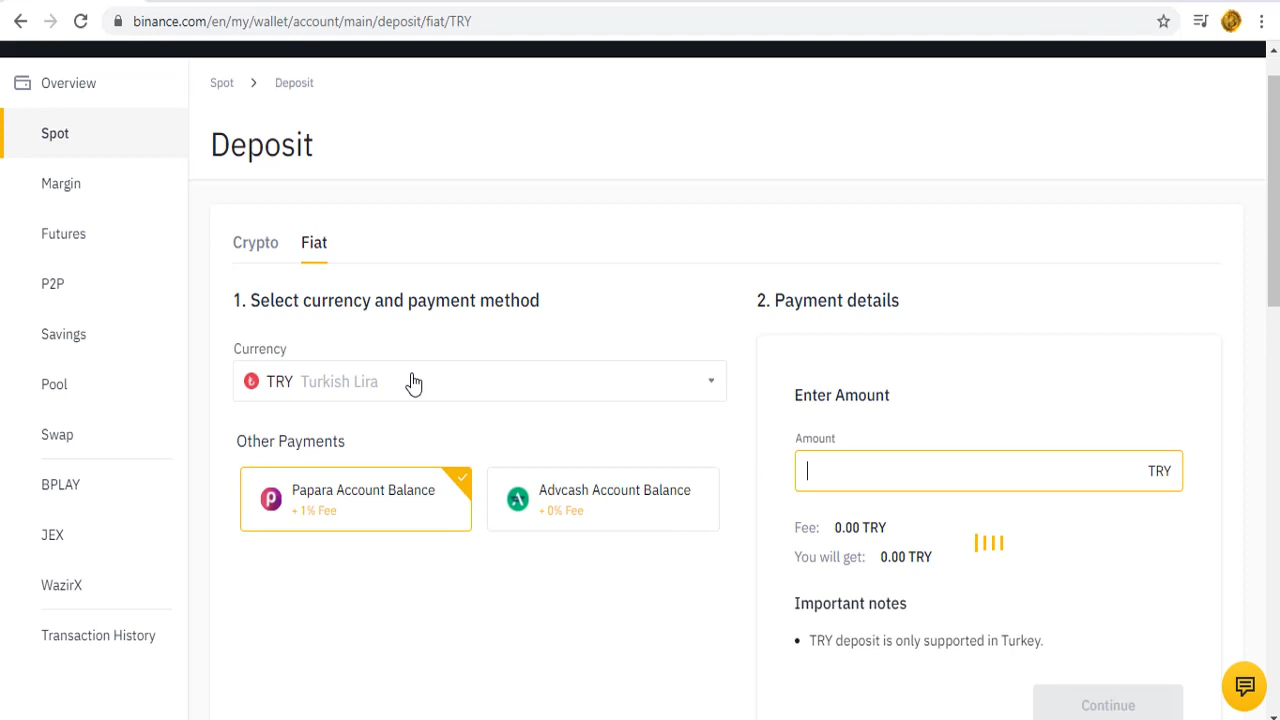 binance.com/en/my/wallet/account/main/deposit/fiat/TRY
Overview
Spot
Margin
Futures
P2P
Savings
Pool
Swap
BPLAY
JEX
WazirX
Transaction History
Spot > Deposit
Deposit
Crypto Fiat
1. Select currency and payment method
Currency
TRY Turkish Lira
Other Payments
Papara Account Balance
+ 1% Fee
Advcash Account Balance
+ 0% Fee
2. Payment details
Enter Amount
Amount
TRY
Fee: 0.00 TRY
You will get: 0.00 TRY
Important notes
• TRY deposit is only supported in Turkey.
Continue